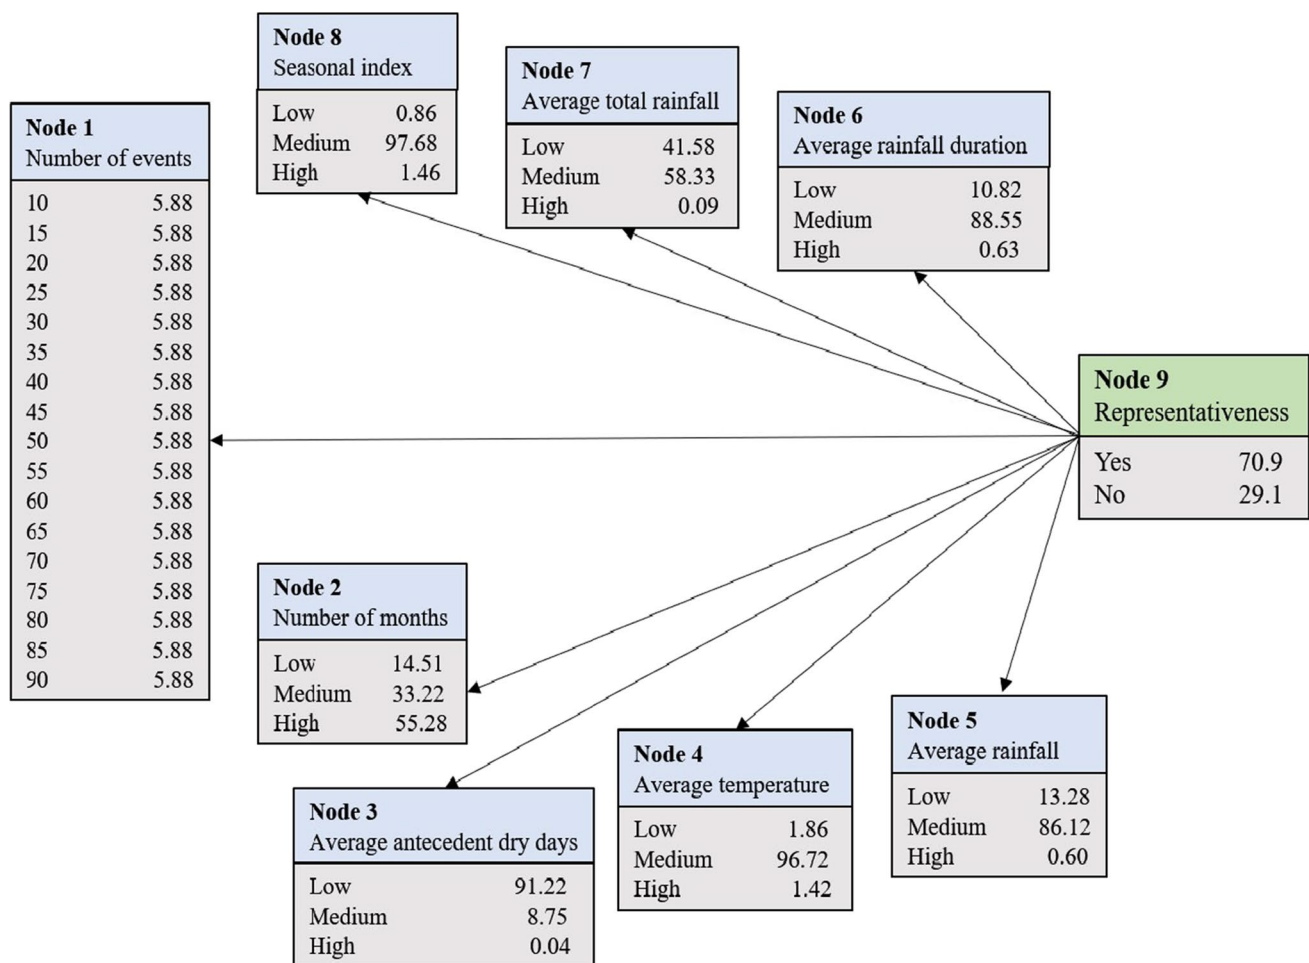 Node 8
Seasonal index
Low 0.86
Medium 97.68
High 1.46
Node 7
Average total rainfall
Low 41.58
Medium 58.33
High 0.09
Node 6
Average rainfall duration
Low 10.82
Medium 88.55
High 0.63
Node 1
Number of events
10 5.88
15 5.88
20 5.88
25 5.88
30 5.88
35 5.88
40 5.88
45 5.88
50 5.88
55 5.88
60 5.88
65 5.88
70 5.88
75 5.88
80 5.88
85 5.88
90 5.88
Node 9
Representativeness
Yes 70.9
No 29.1
Node 2
Number of months
Low 14.51
Medium 33.22
High 55.28
Node 3
Average antecedent dry days
Low 91.22
Medium 8.75
High 0.04
Node 4
Average temperature
Low 1.86
Medium 96.72
High 1.42
Node 5
Average rainfall
Low 13.28
Medium 86.12
High 0.60